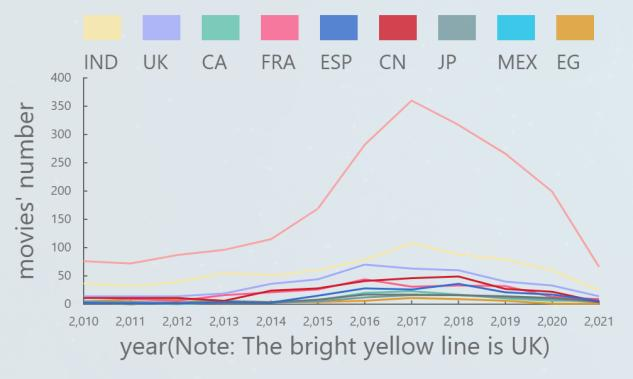 IND UK CA FRA ESP CN JP MEX EG
400
350
300
250
200
150
100
50
0
movies' number
2,010 2,011 2,012 2,013 2,014 2,015 2,016 2,017 2,018 2,019 2,020 2,021
year(Note: The bright yellow line is UK)